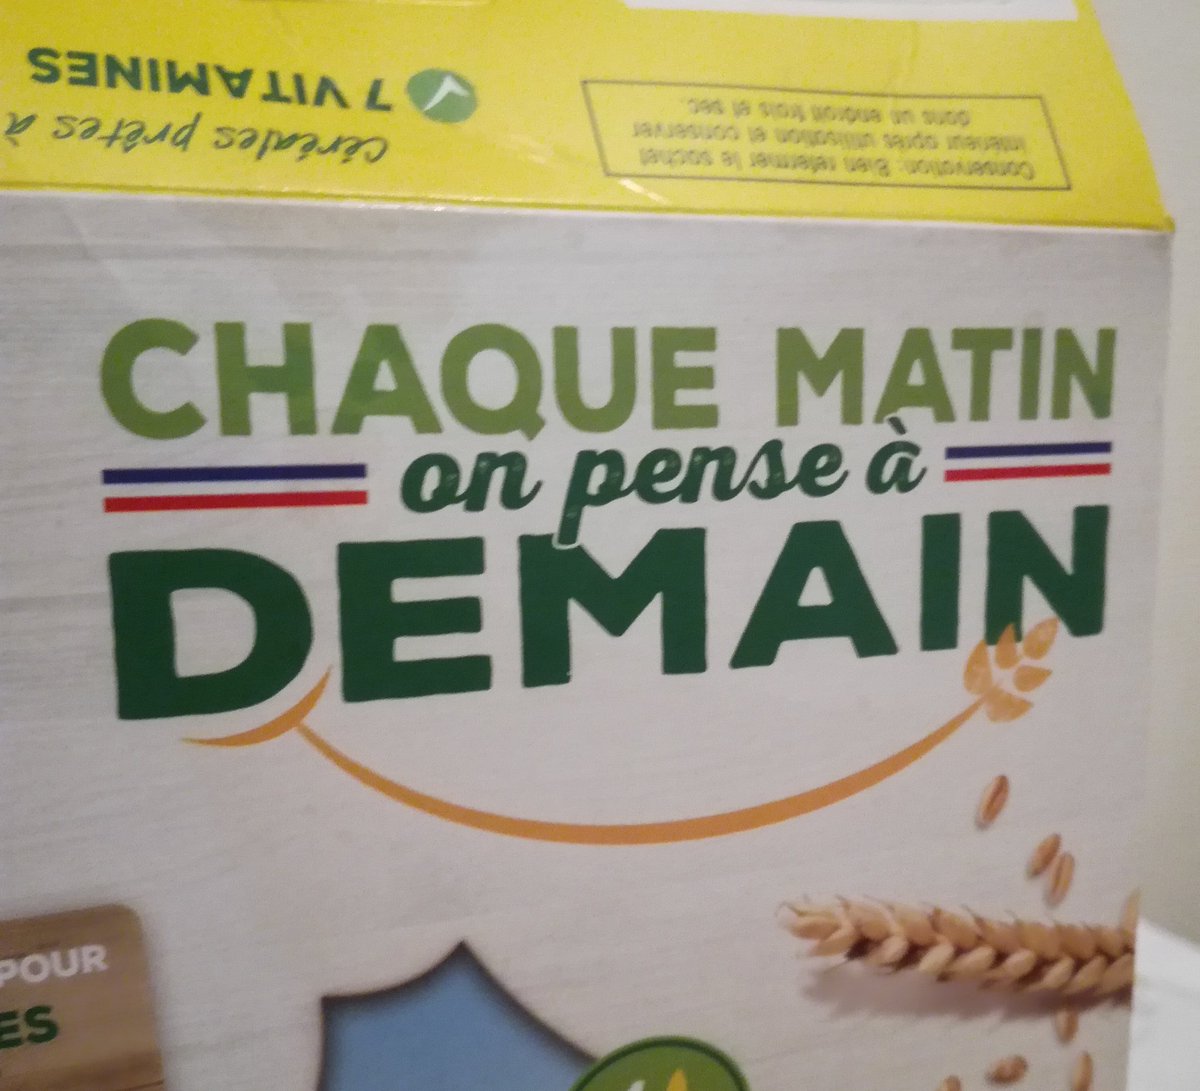 céréales prêtes à
7 VITAMINES
Conservation: Bien refermer le sachet
intérieur après utilisation et conserver
dans un endroit frais et sec.
CHAQUE MATIN
on pense à
DEMAIN
POUR
ES